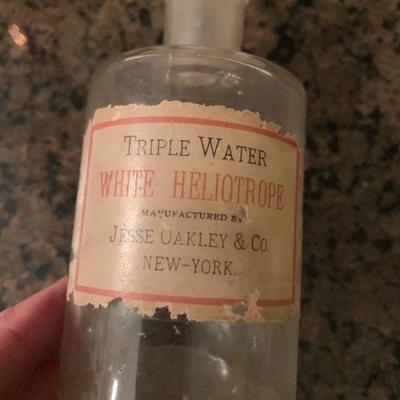 TRIPLE WATER
WHITE HELIOTROPE
MANUFACTURED BY
JESSE OAKLEY & CO.
NEW-YORK.